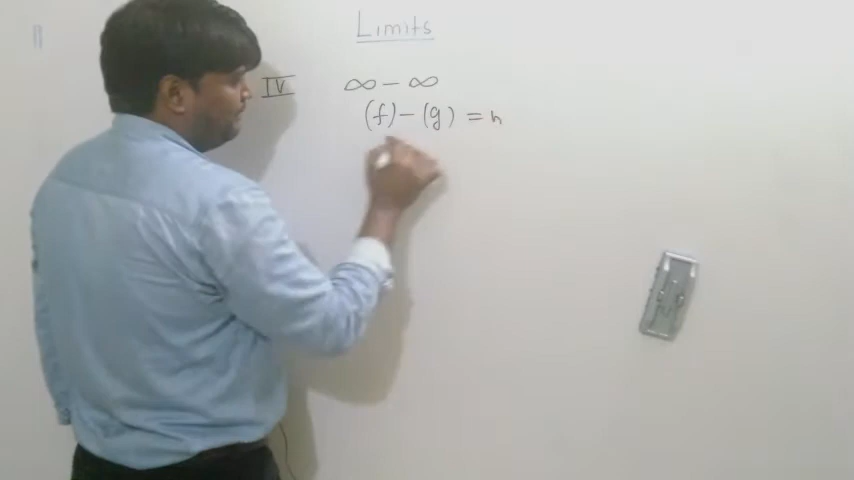 Limits
IV ∞ - ∞
(f) - (g) = h